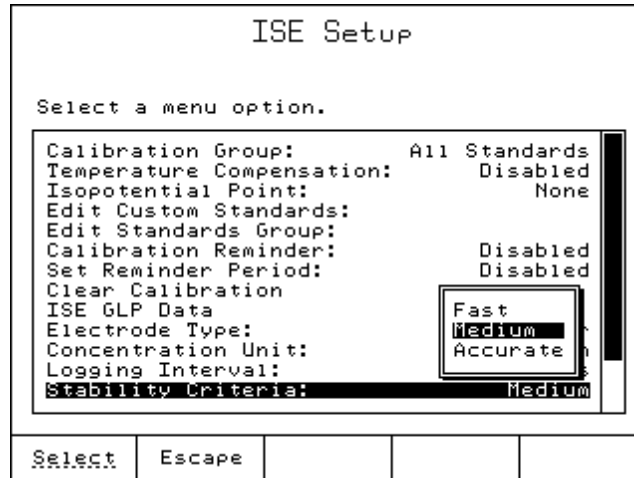 ISE Setup
Select a menu option.
Calibration Group: All Standards
Temperature Compensation: Disabled
Isopotential Point: None
Edit Custom Standards:
Edit Standards Group:
Calibration Reminder: Disabled
Set Reminder Period: Disabled
Clear Calibration
ISE GLP Data
Electrode Type:
Concentration Unit:
Logging Interval:
Stability Criteria: Medium
Fast
Medium
Accurate
Select Escape